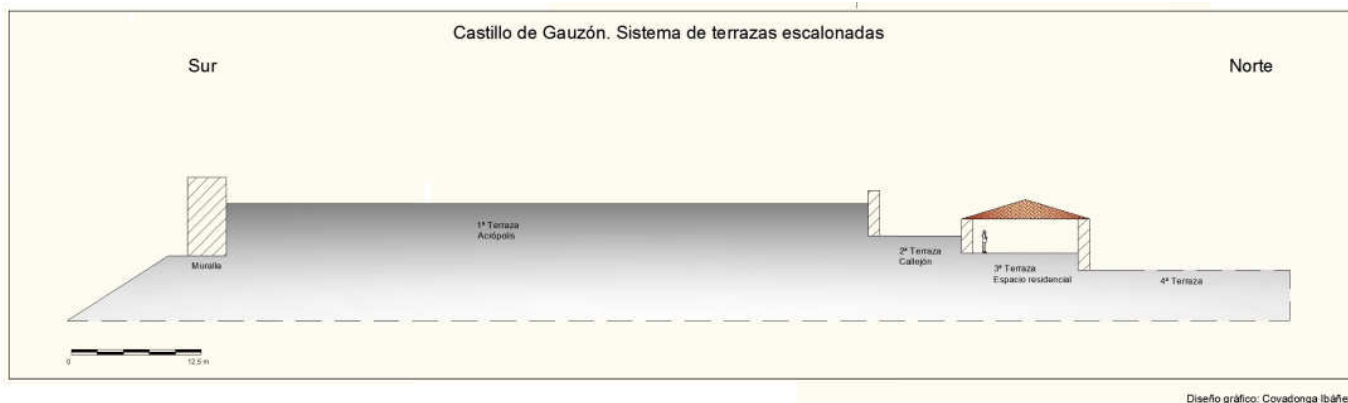 Castillo de Gauzón. Sistema de terrazas escalonadas
Sur
Norte
1ª Terraza
Acrópolis
2ª Terraza
Callejón
Muralla
3ª Terraza
Espacio residencial
4ª Terraza
0
12,5 m
Diseño gráfico: Covadonga Ibáñe